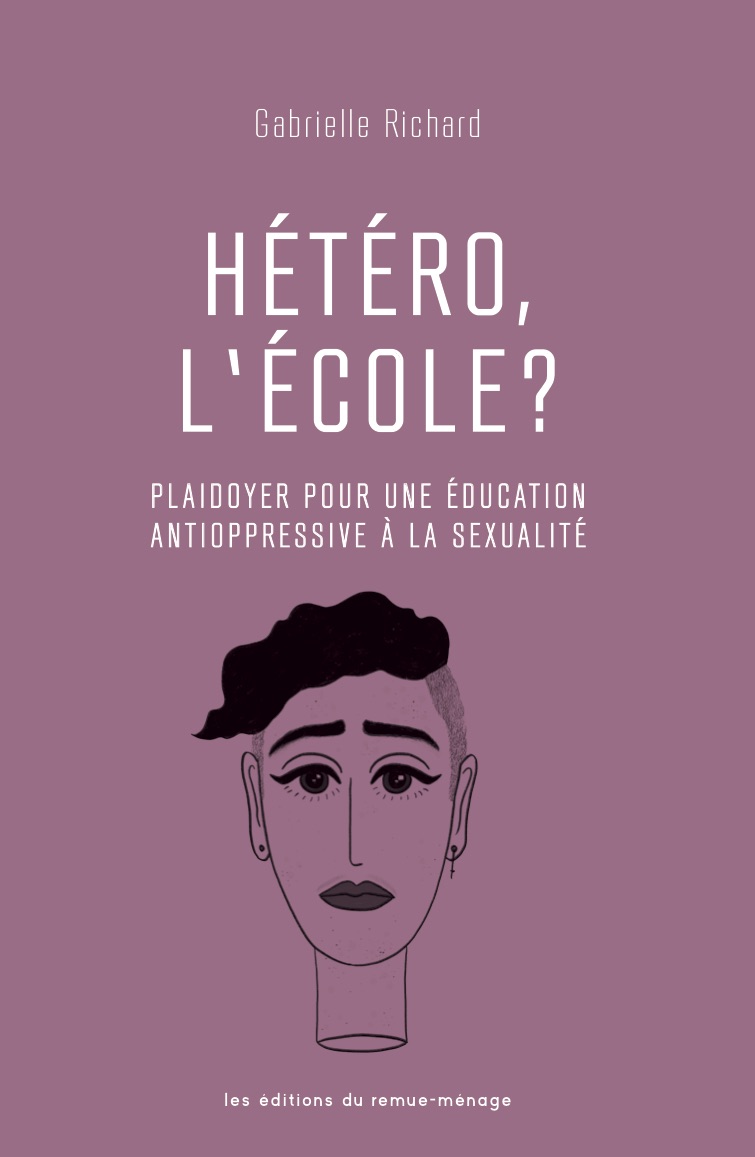 Gabrielle Richard
HÉTÉRO,
L'ÉCOLE?
PLAIDOYER POUR UNE ÉDUCATION
ANTIOPPRESSIVE À LA SEXUALITÉ
les éditions du remue-ménage